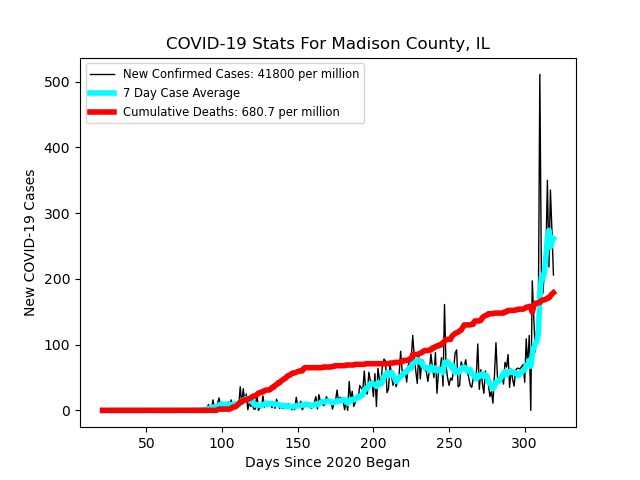 COVID-19 Stats For Madison County, IL
New Confirmed Cases: 41800 per million
7 Day Case Average
Cumulative Deaths: 680.7 per million
New COVID-19 Cases
500
400
300
200
100
0
50
100
150
200
250
300
Days Since 2020 Began